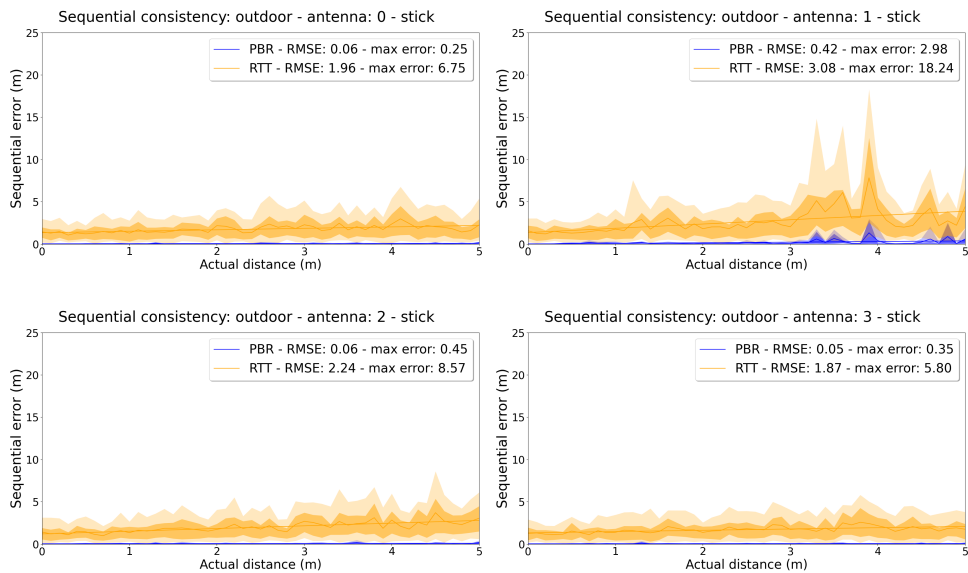 Sequential consistency: outdoor - antenna: 0 - stick
25
20
15
10
5
0
Sequential error (m)
PBR - RMSE: 0.06 - max error: 0.25
RTT - RMSE: 1.96 - max error: 6.75
0 1 2 3 4 5
Actual distance (m)
Sequential consistency: outdoor - antenna: 1 - stick
25
20
15
10
5
0
Sequential error (m)
PBR - RMSE: 0.42 - max error: 2.98
RTT - RMSE: 3.08 - max error: 18.24
0 1 2 3 4 5
Actual distance (m)
Sequential consistency: outdoor - antenna: 2 - stick
25
20
15
10
5
0
Sequential error (m)
PBR - RMSE: 0.06 - max error: 0.45
RTT - RMSE: 2.24 - max error: 8.57
0 1 2 3 4 5
Actual distance (m)
Sequential consistency: outdoor - antenna: 3 - stick
25
20
15
10
5
0
Sequential error (m)
PBR - RMSE: 0.05 - max error: 0.35
RTT - RMSE: 1.87 - max error: 5.80
0 1 2 3 4 5
Actual distance (m)